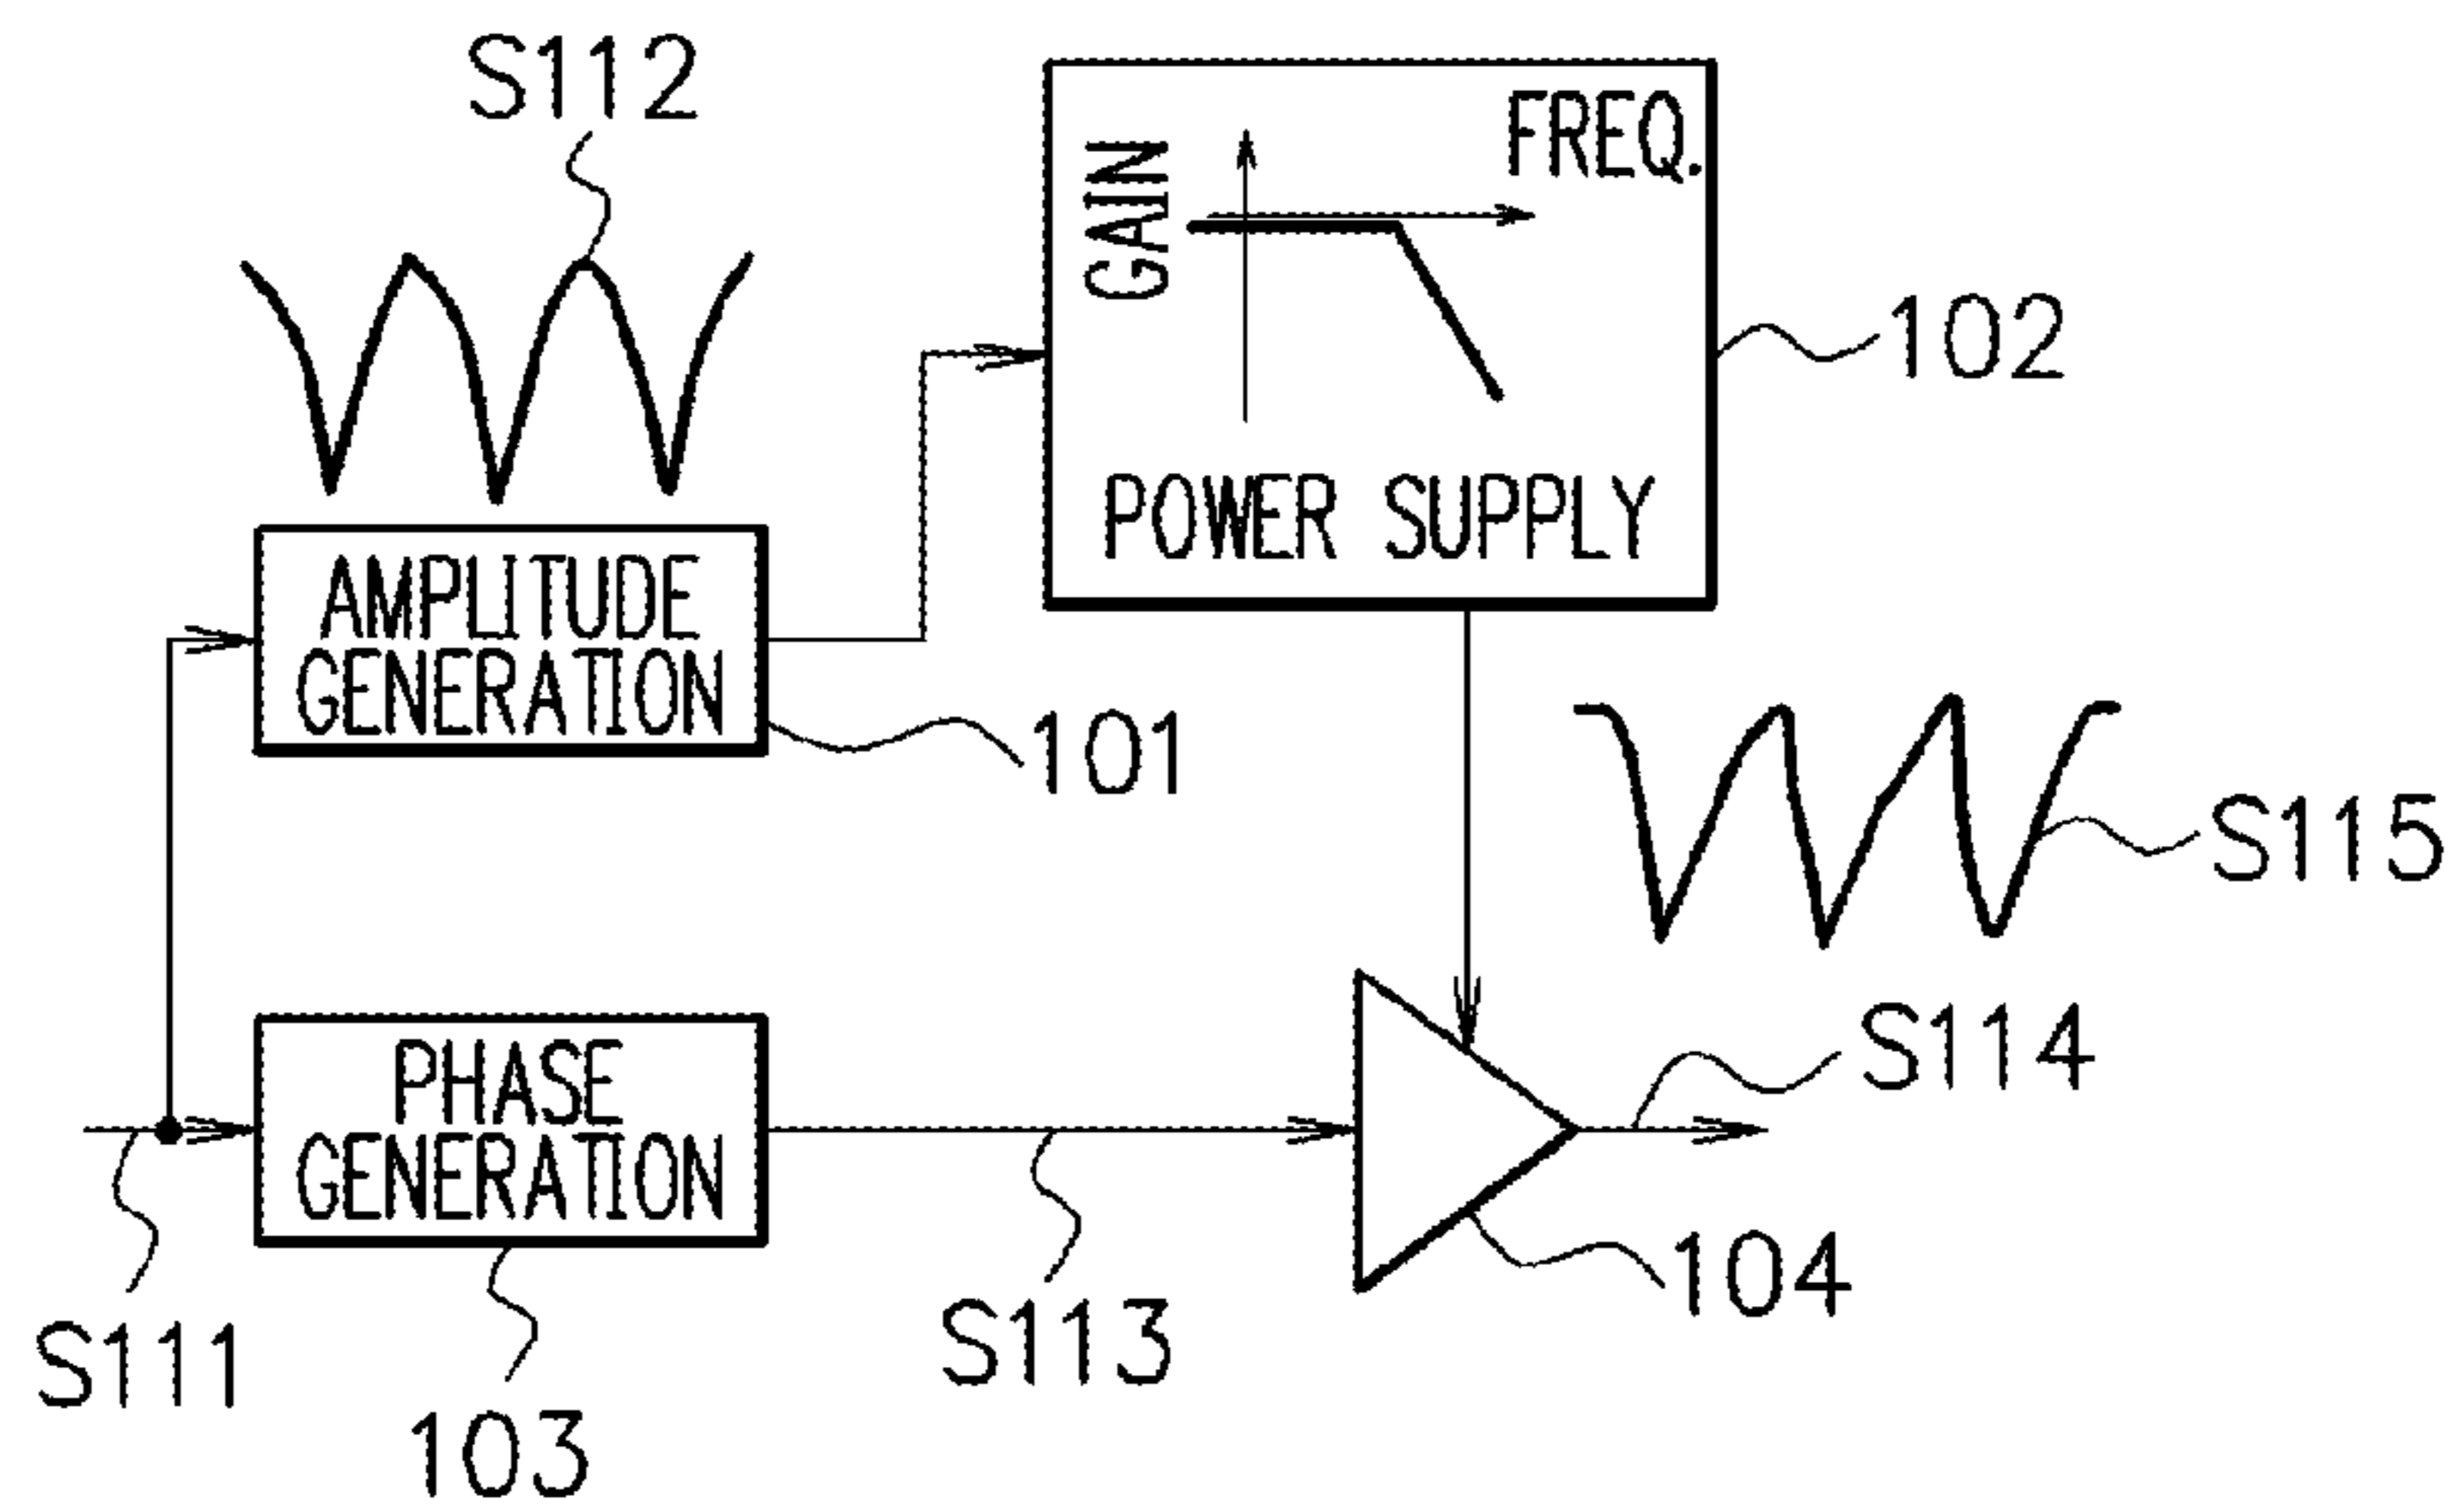 S112
FREQ.
GAIN
102
POWER SUPPLY
AMPLITUDE
GENERATION
101
S115
S114
PHASE
GENERATION
104
S111
S113
103